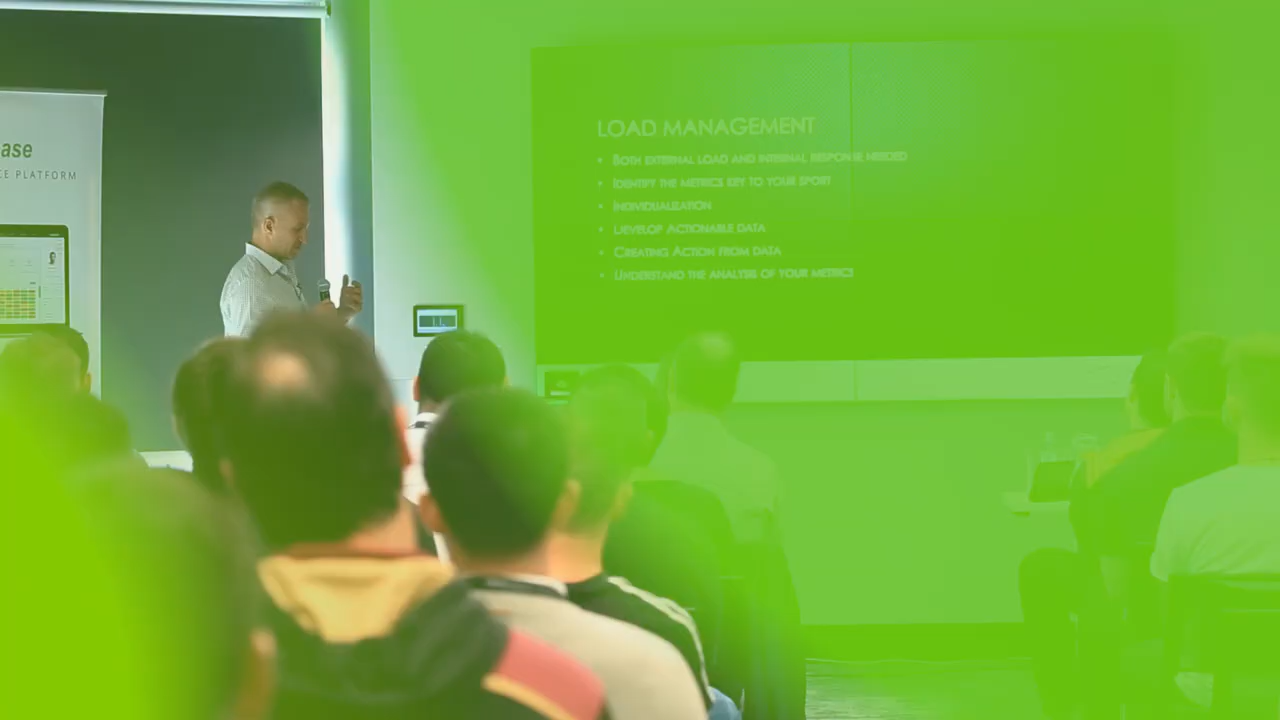 ase
CE PLATFORM
LOAD MANAGEMENT
• BOTH EXTERNAL LOAD AND INTERNAL RESPONSE NEEDED
• IDENTIFY THE METRICS KEY TO YOUR SPORT
• INDIVIDUALIZATION
• DEVELOP ACTIONABLE DATA
• CREATING ACTION FROM DATA
• UNDERSTAND THE ANALYSIS OF YOUR METRICS